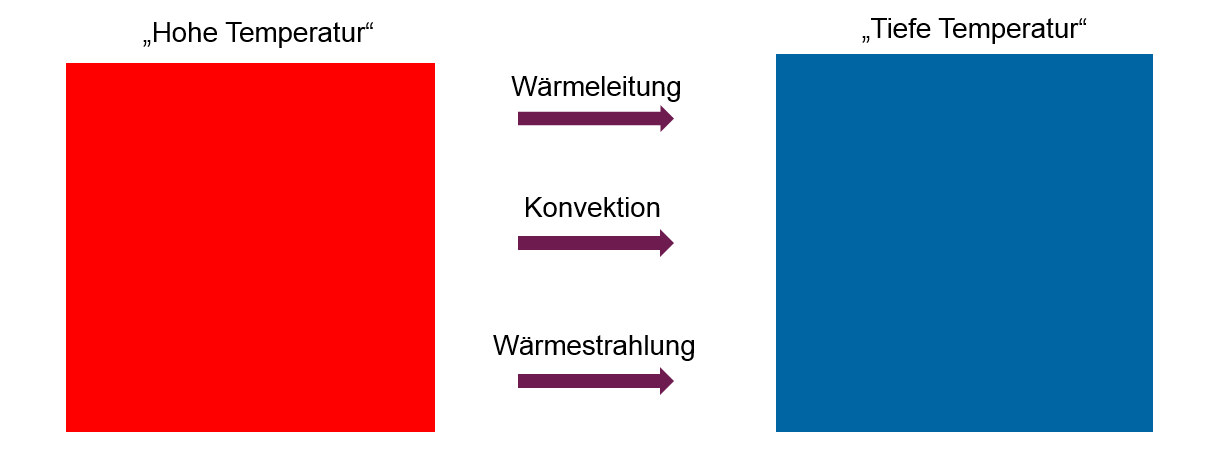 „Hohe Temperatur“
„Tiefe Temperatur“
Wärmeleitung
Konvektion
Wärmestrahlung